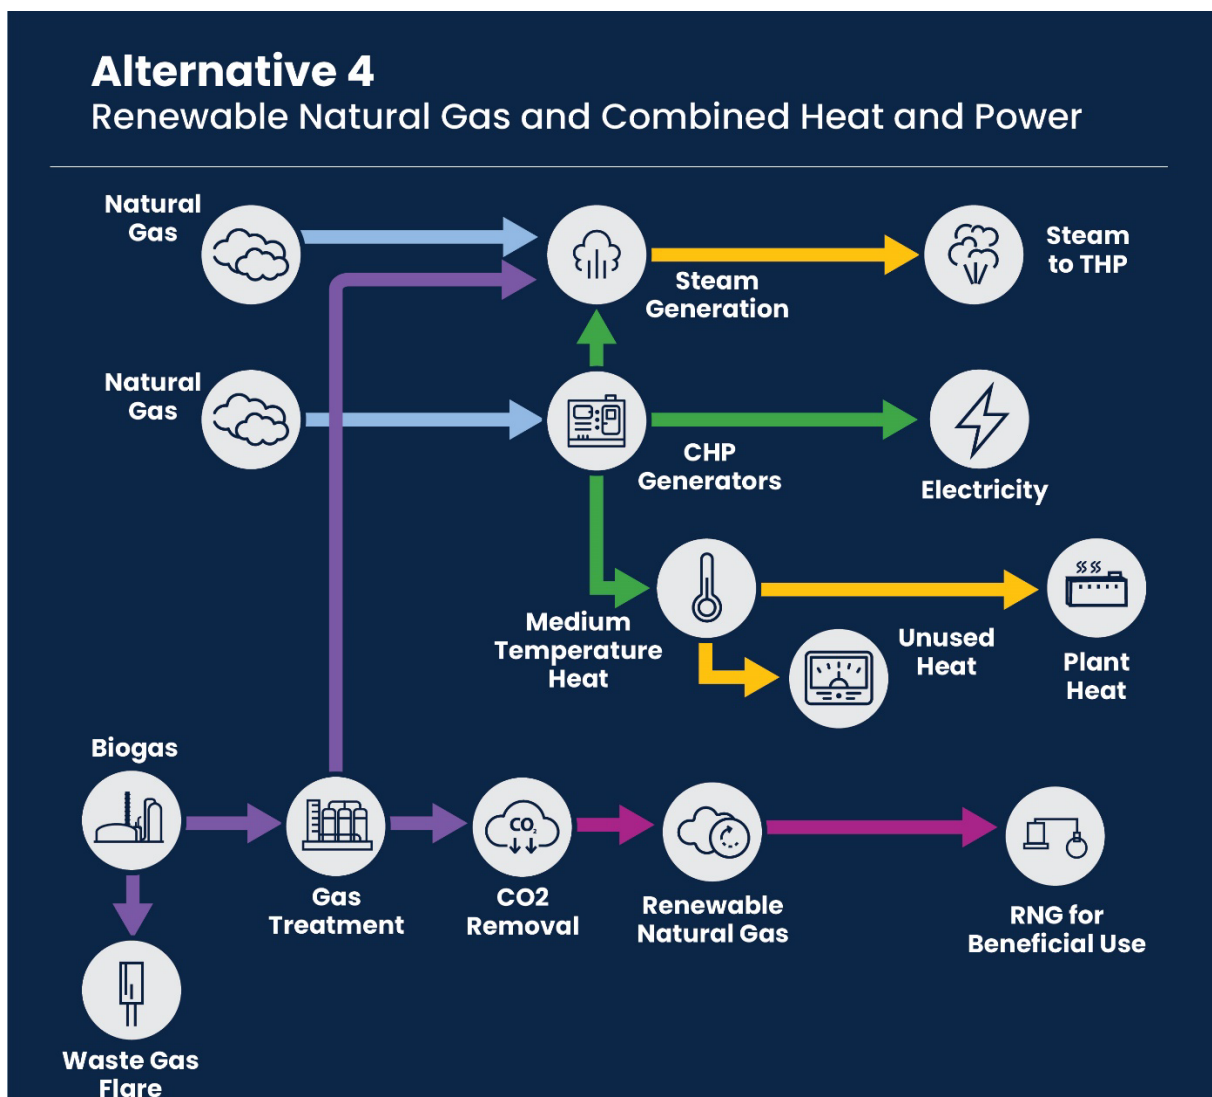 Alternative 4
Renewable Natural Gas and Combined Heat and Power
Natural
Gas
Steam
Generation
Steam
to THP
Natural
Gas
CHP
Generators
Electricity
Medium
Temperature
Heat
Unused
Heat
Plant
Heat
Biogas
Gas
Treatment
CO2
CO2
Removal
Renewable
Natural Gas
RNG for
Beneficial Use
Waste Gas
Flare